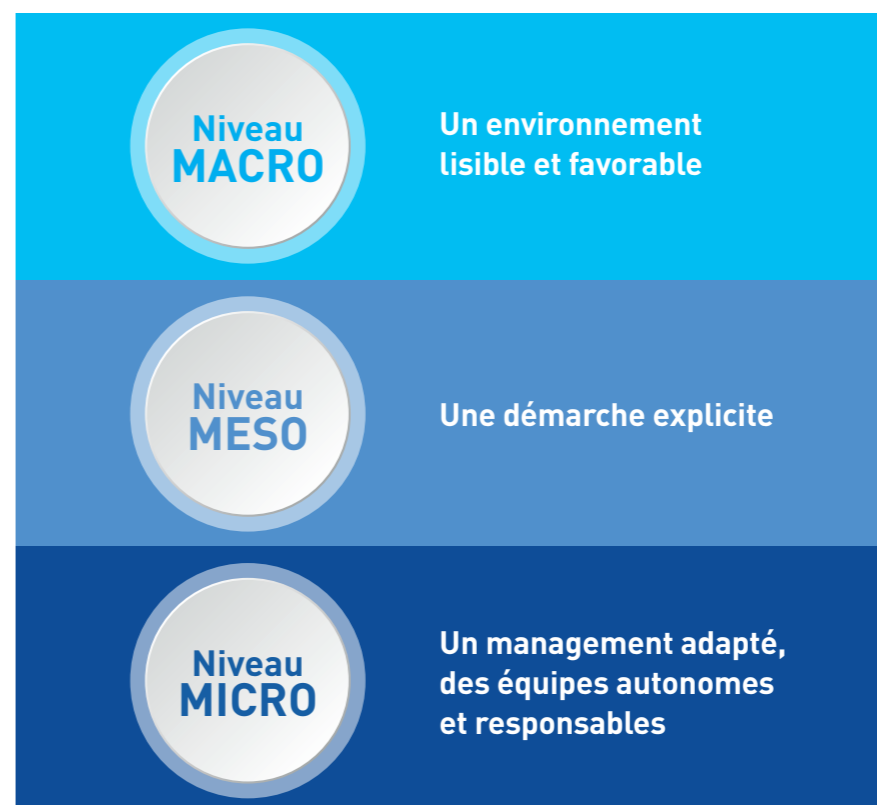 Niveau
MACRO
Un environnement
lisible et favorable
Niveau
MESO
Une démarche explicite
Niveau
MICRO
Un management adapté,
des équipes autonomes
et responsables